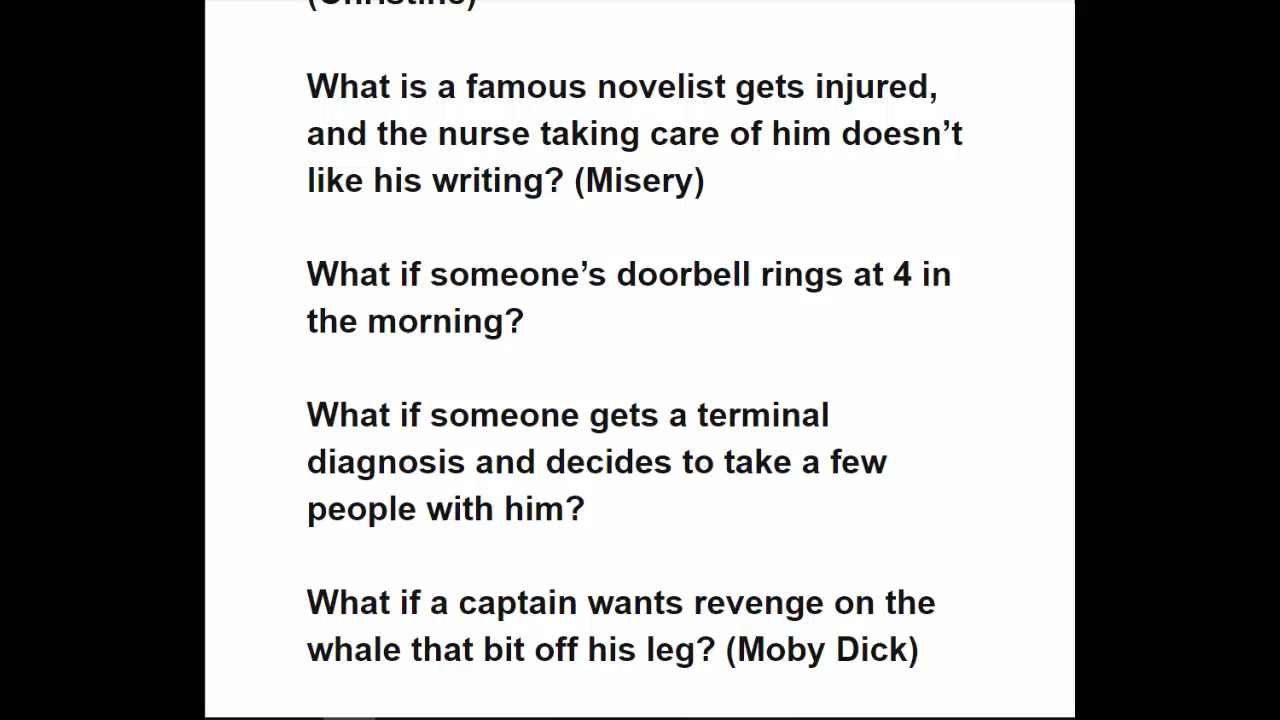 (Christine)
What is a famous novelist gets injured,
and the nurse taking care of him doesn’t
like his writing? (Misery)
What if someone’s doorbell rings at 4 in
the morning?
What if someone gets a terminal
diagnosis and decides to take a few
people with him?
What if a captain wants revenge on the
whale that bit off his leg? (Moby Dick)